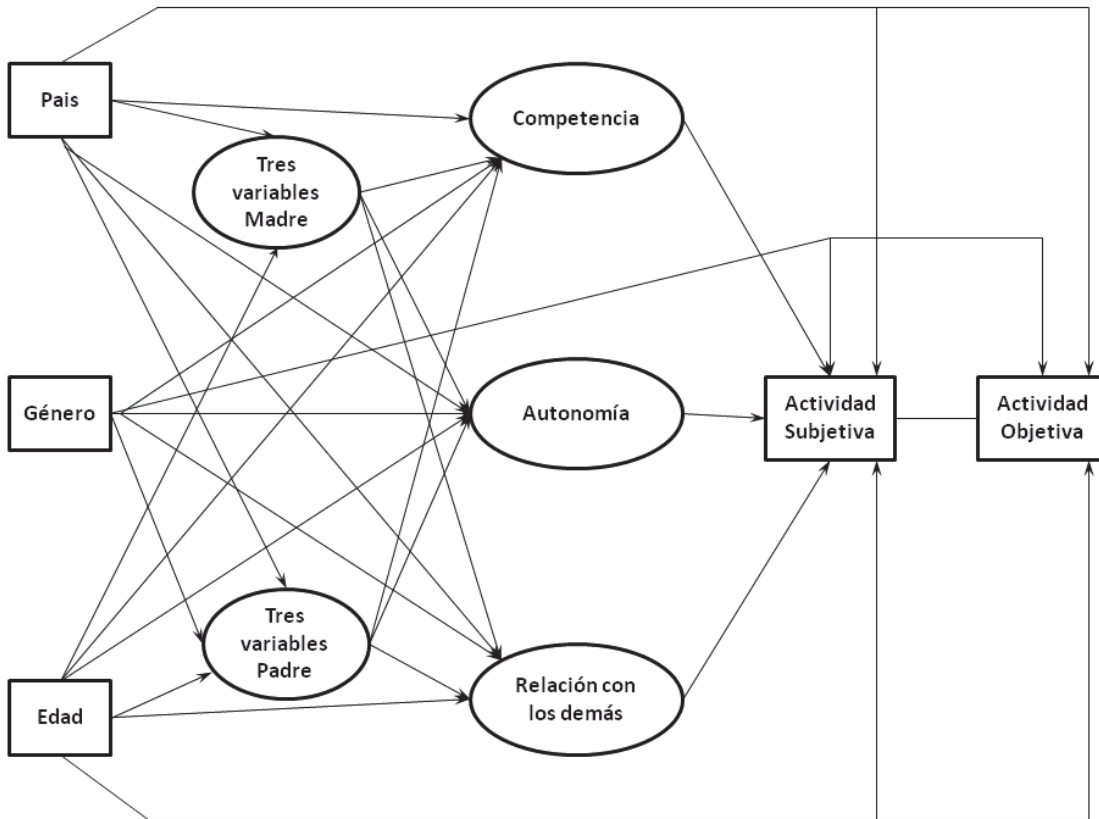 Pais
Competencia
Tres
variables
Madre
Género
Autonomía
Actividad
Subjetiva
Actividad
Objetiva
Tres
variables
Padre
Edad
Relación con
los demás